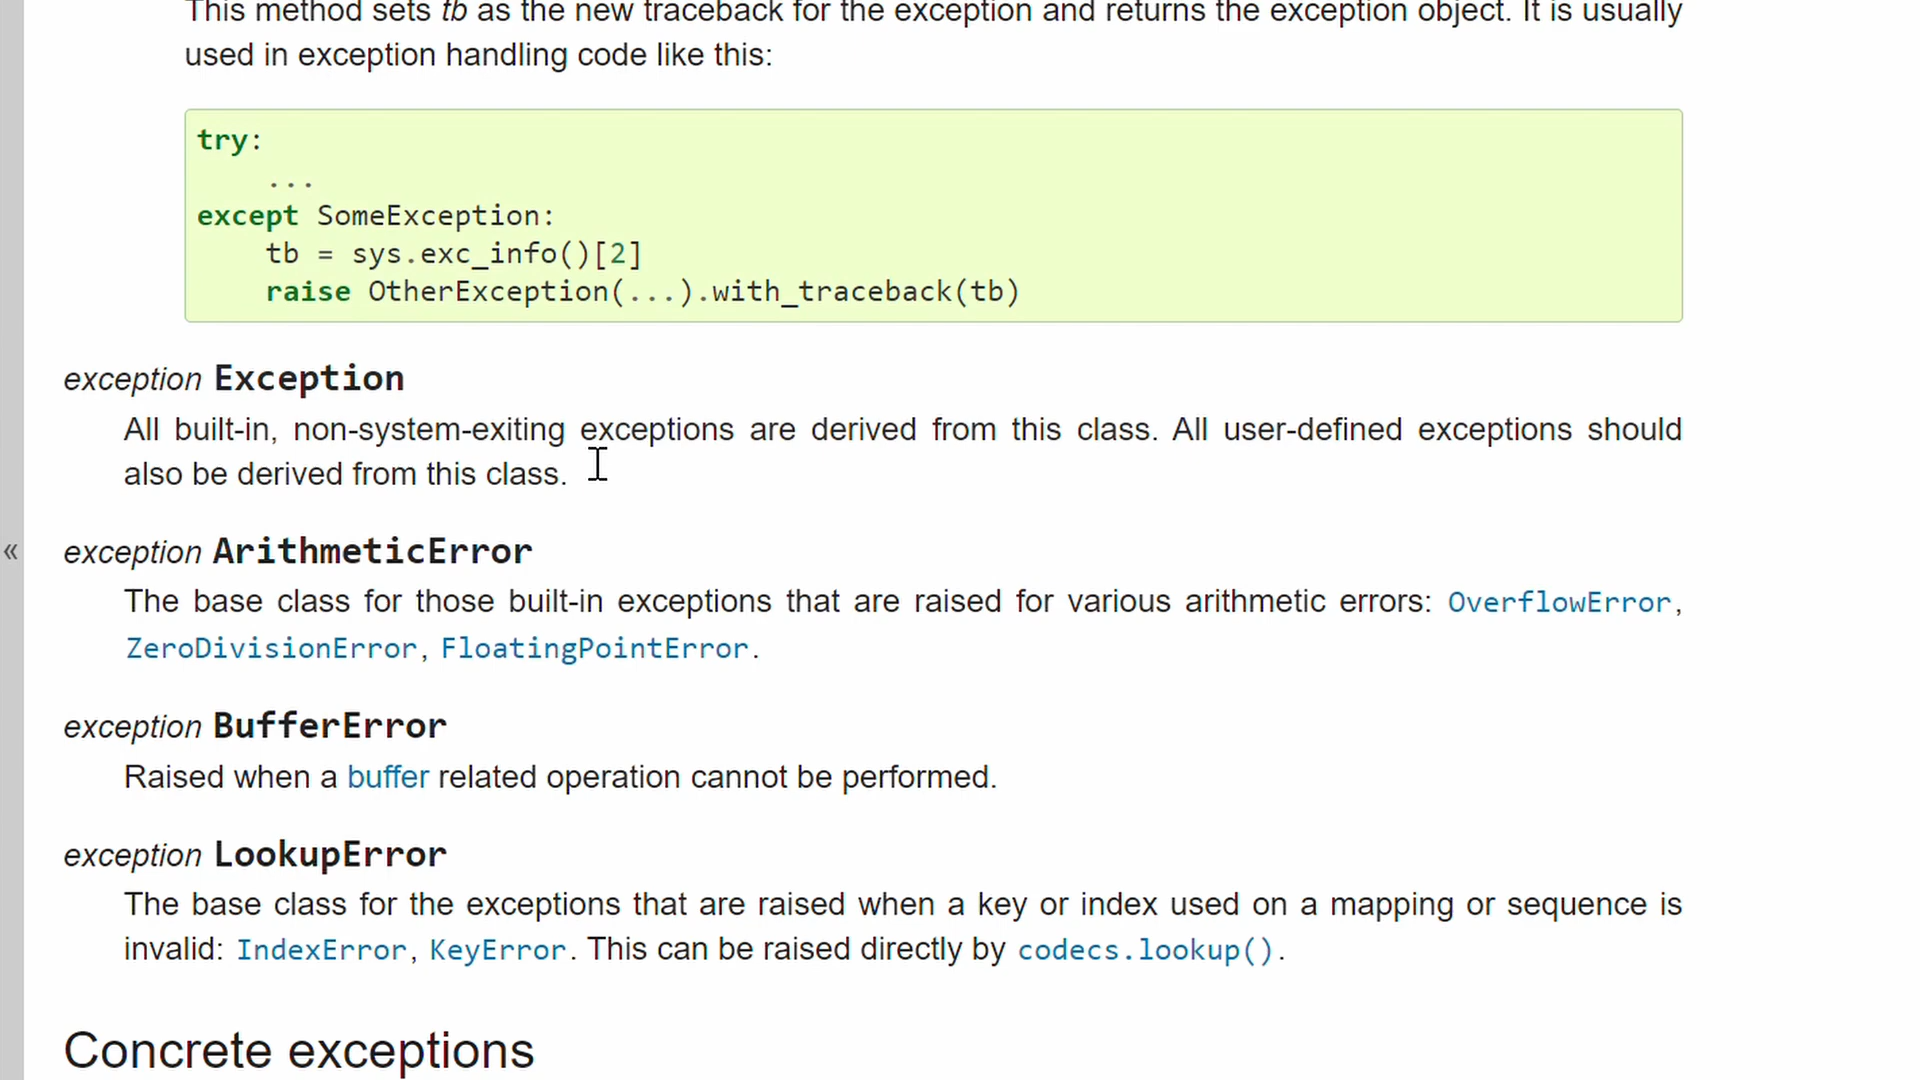 This method sets tb as the new traceback for the exception and returns the exception object. It is usually
used in exception handling code like this:
try:
    ...
except SomeException:
    tb = sys.exc_info()[2]
    raise OtherException(...).with_traceback(tb)
exception Exception
All built-in, non-system-exiting exceptions are derived from this class. All user-defined exceptions should
also be derived from this class.
«
exception ArithmeticError
The base class for those built-in exceptions that are raised for various arithmetic errors: OverflowError,
ZeroDivisionError, FloatingPointError.
exception BufferError
Raised when a buffer related operation cannot be performed.
exception LookupError
The base class for the exceptions that are raised when a key or index used on a mapping or sequence is
invalid: IndexError, KeyError. This can be raised directly by codecs.lookup().
Concrete exceptions